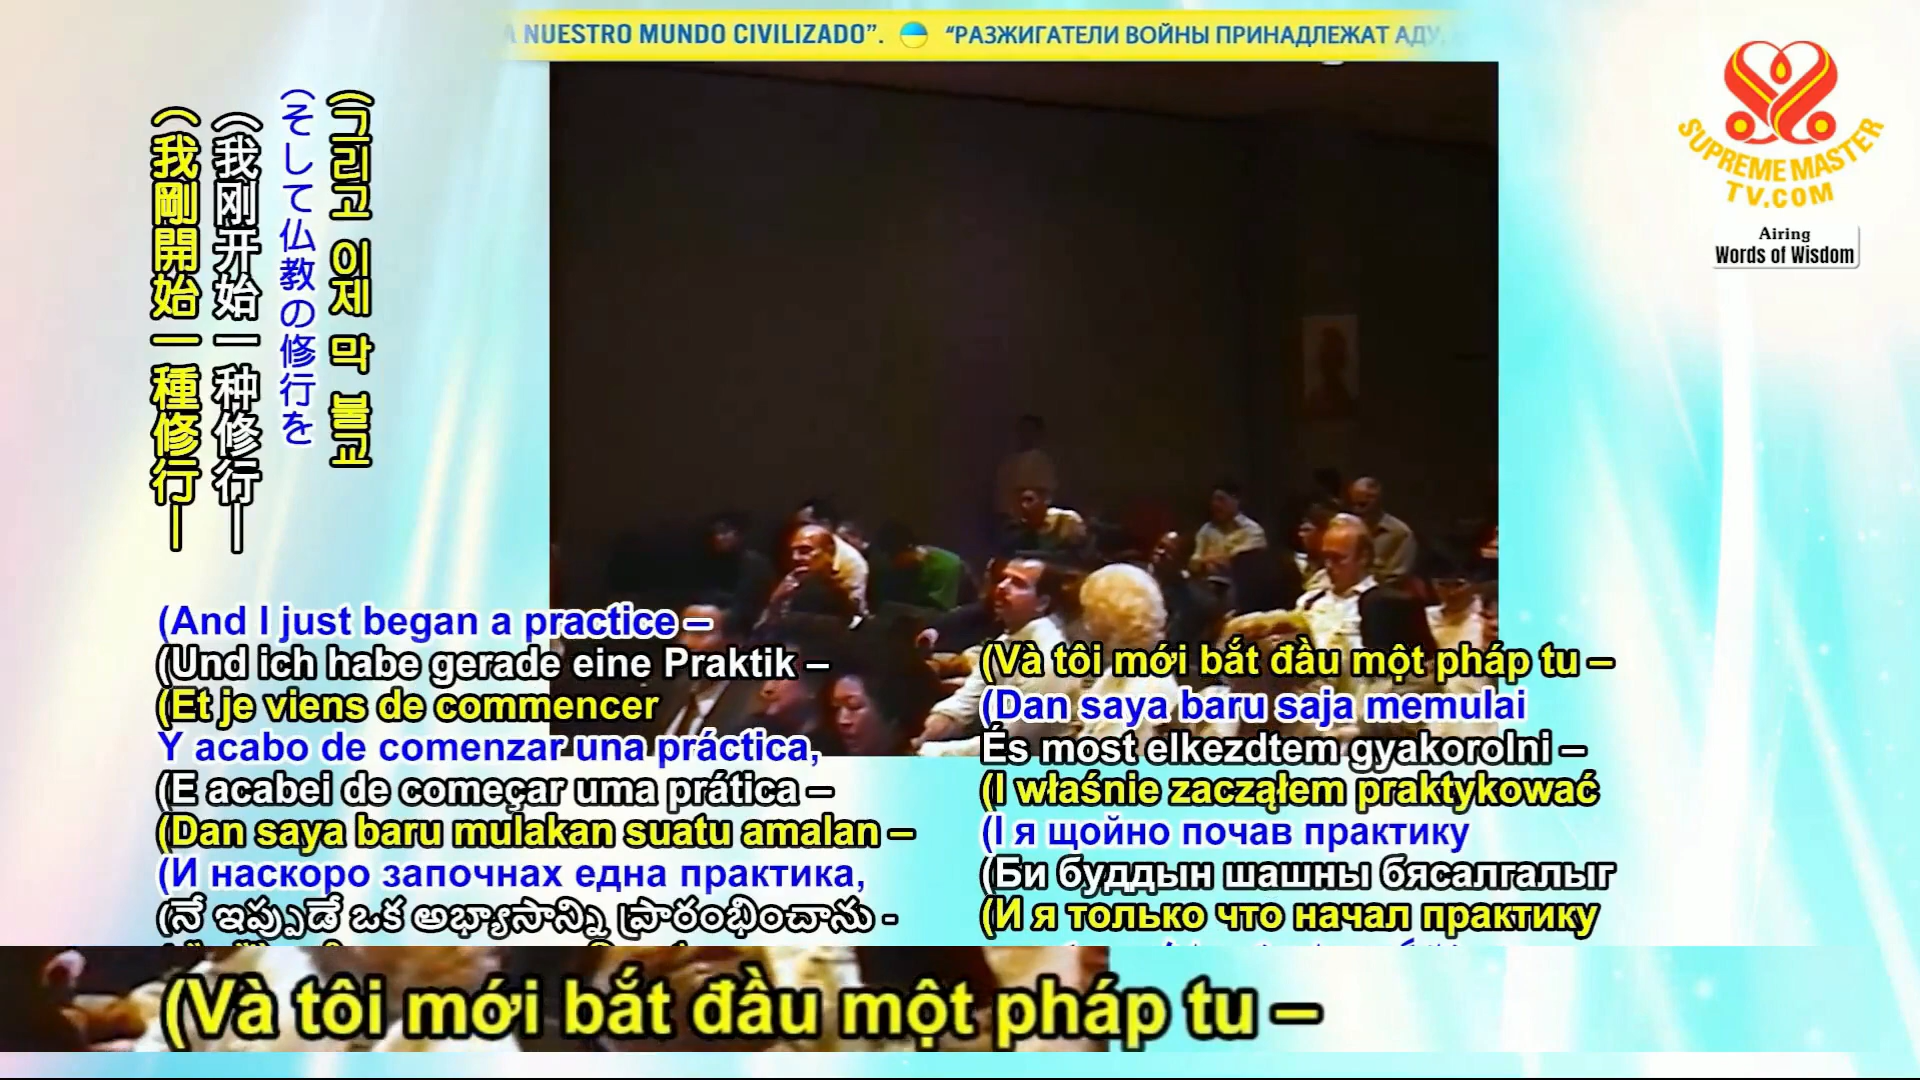 A NUESTRO MUNDO CIVILIZADO”. “РАЗЖИГАТЕЛИ ВОЙНЫ ПРИНАДЛЕЖАТ АДУ,
SUPREME MASTER
TV.COM
Airing
Words of Wisdom
(그리고 이제 막 불교
(そして仏教の修行を
(我刚开始一种修行—
(我剛開始一種修行—
(And I just began a practice –
(Und ich habe gerade eine Praktik –
(Et je viens de commencer
Y acabo de comenzar una práctica,
(E acabei de começar uma prática –
(Dan saya baru mulakan suatu amalan –
(И наскоро започнах една практика,
(నే ఇప్పుడే ఒక అభ్యాసాన్ని ప్రారంభించాను -
(Và tôi mới bắt đầu một pháp tu –
(Dan saya baru saja memulai
És most elkezdtem gyakorolni –
(I właśnie zacząłem praktykować
(І я щойно почав практику
(Би буддын шашны бясалгалыг
(И я только что начал практику
(Và tôi mới bắt đầu một pháp tu –